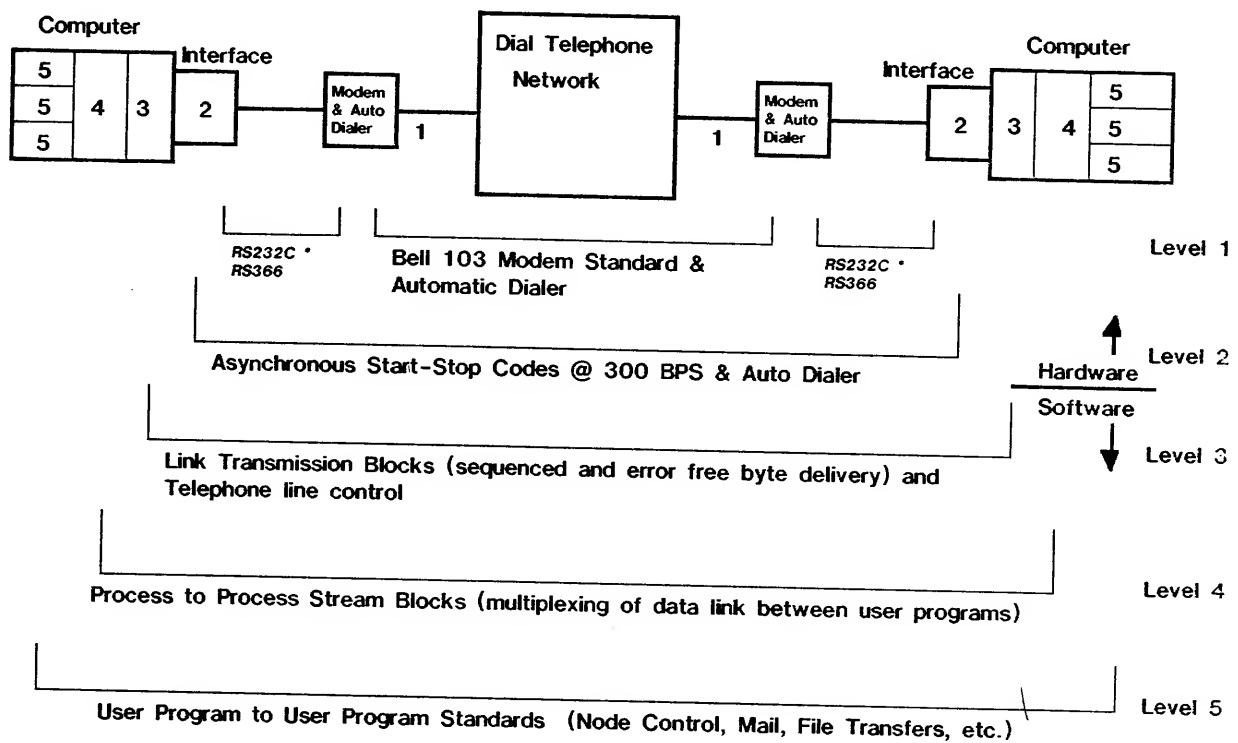 Computer
Interface
5
5
5
4
3
2
Modem
& Auto
Dialer
1
Dial Telephone
Network
1
Modem
& Auto
Dialer
Computer
Interface
2
3
4
5
5
5
RS232C *
RS366
Bell 103 Modem Standard &
Automatic Dialer
RS232C *
RS366
Level 1
Asynchronous Start-Stop Codes @ 300 BPS & Auto Dialer
Level 2
Hardware
Software
Link Transmission Blocks (sequenced and error free byte delivery) and
Telephone line control
Level 3
Process to Process Stream Blocks (multiplexing of data link between user programs)
Level 4
User Program to User Program Standards (Node Control, Mail, File Transfers, etc.)
Level 5